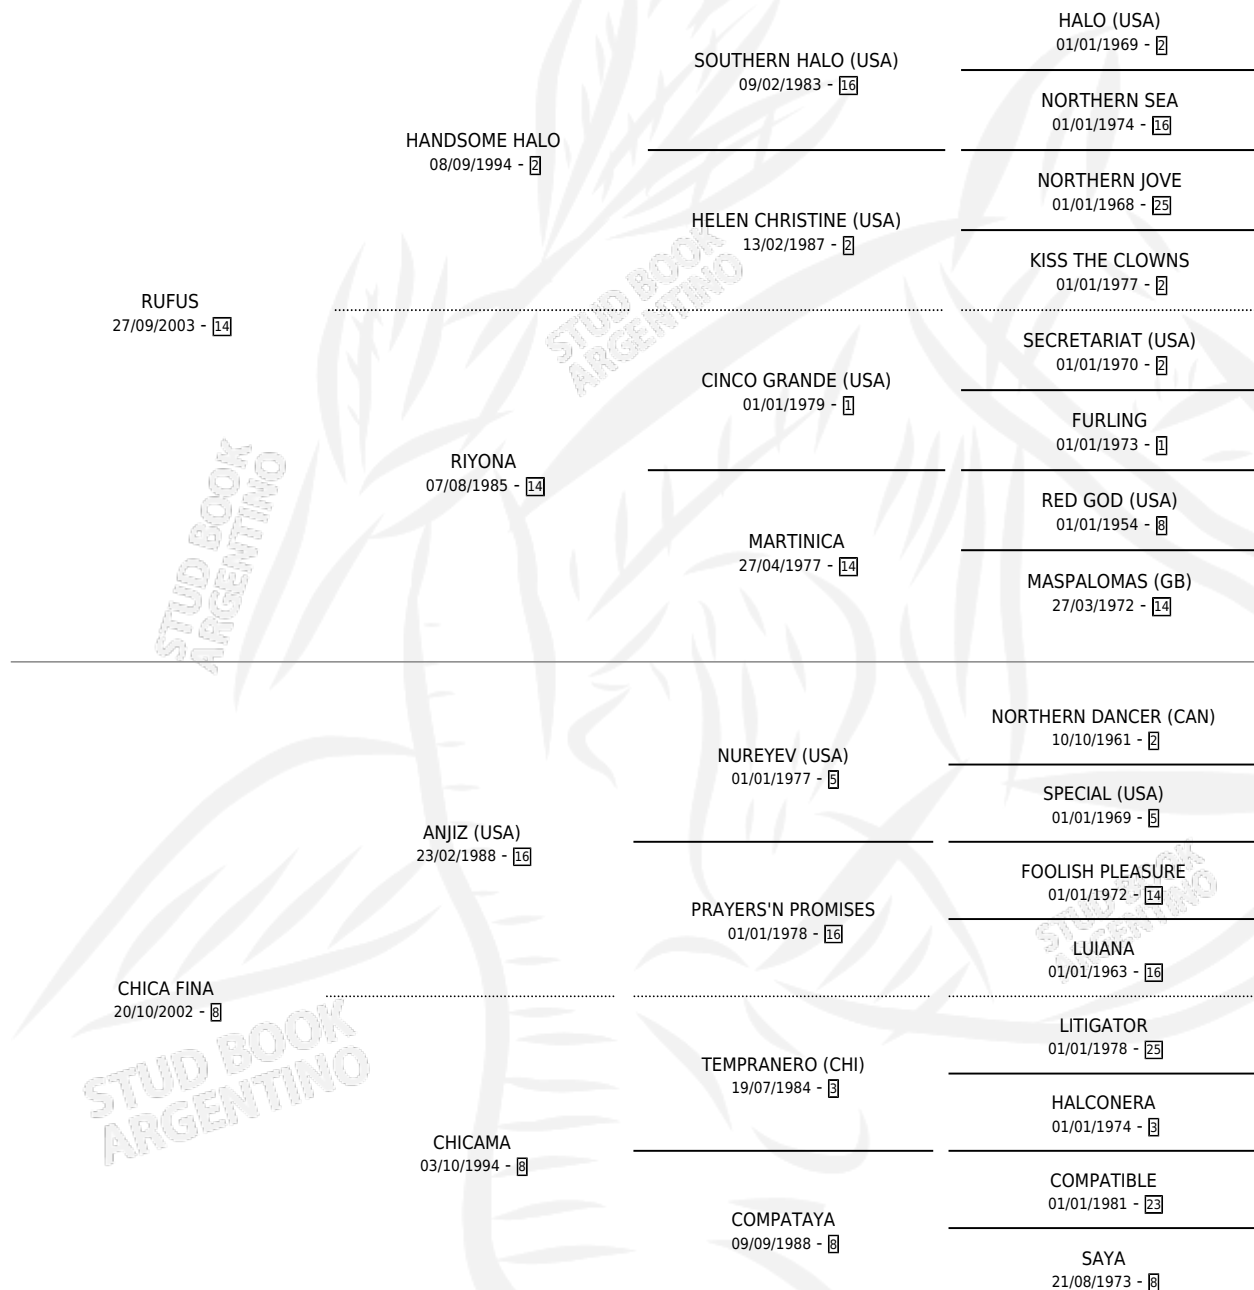 HALO (USA)
01/01/1969 - 2
SOUTHERN HALO (USA)
09/02/1983 - 16
NORTHERN SEA
01/01/1974 - 16
HANDSOME HALO
08/09/1994 - 2
NORTHERN JOVE
01/01/1968 - 25
HELEN CHRISTINE (USA)
13/02/1987 - 2
KISS THE CLOWNS
01/01/1977 - 2
RUFUS
27/09/2003 - 14
SECRETARIAT (USA)
01/01/1970 - 2
CINCO GRANDE (USA)
01/01/1979 - 1
FURLING
01/01/1973 - 1
RIYONA
07/08/1985 - 14
RED GOD (USA)
01/01/1954 - 8
MARTINICA
27/04/1977 - 14
MASPALOMAS (GB)
27/03/1972 - 14
NORTHERN DANCER (CAN)
10/10/1961 - 2
NUREYEV (USA)
01/01/1977 - 5
SPECIAL (USA)
01/01/1969 - 5
ANJIZ (USA)
23/02/1988 - 16
FOOLISH PLEASURE
01/01/1972 - 14
PRAYERS'N PROMISES
01/01/1978 - 16
LUIANA
01/01/1963 - 16
CHICA FINA
20/10/2002 - 8
LITIGATOR
01/01/1978 - 25
TEMPRANERO (CHI)
19/07/1984 - 3
HALCONERA
01/01/1974 - 3
CHICAMA
03/10/1994 - 8
COMPATIBLE
01/01/1981 - 23
COMPATAYA
09/09/1988 - 8
SAYA
21/08/1973 - 8
STUD BOOK
ARGENTINO
STUD BOOK
ARGENTINO
STUD BOOK
ARGENTINO
STUD BOOK
ARGENTINO